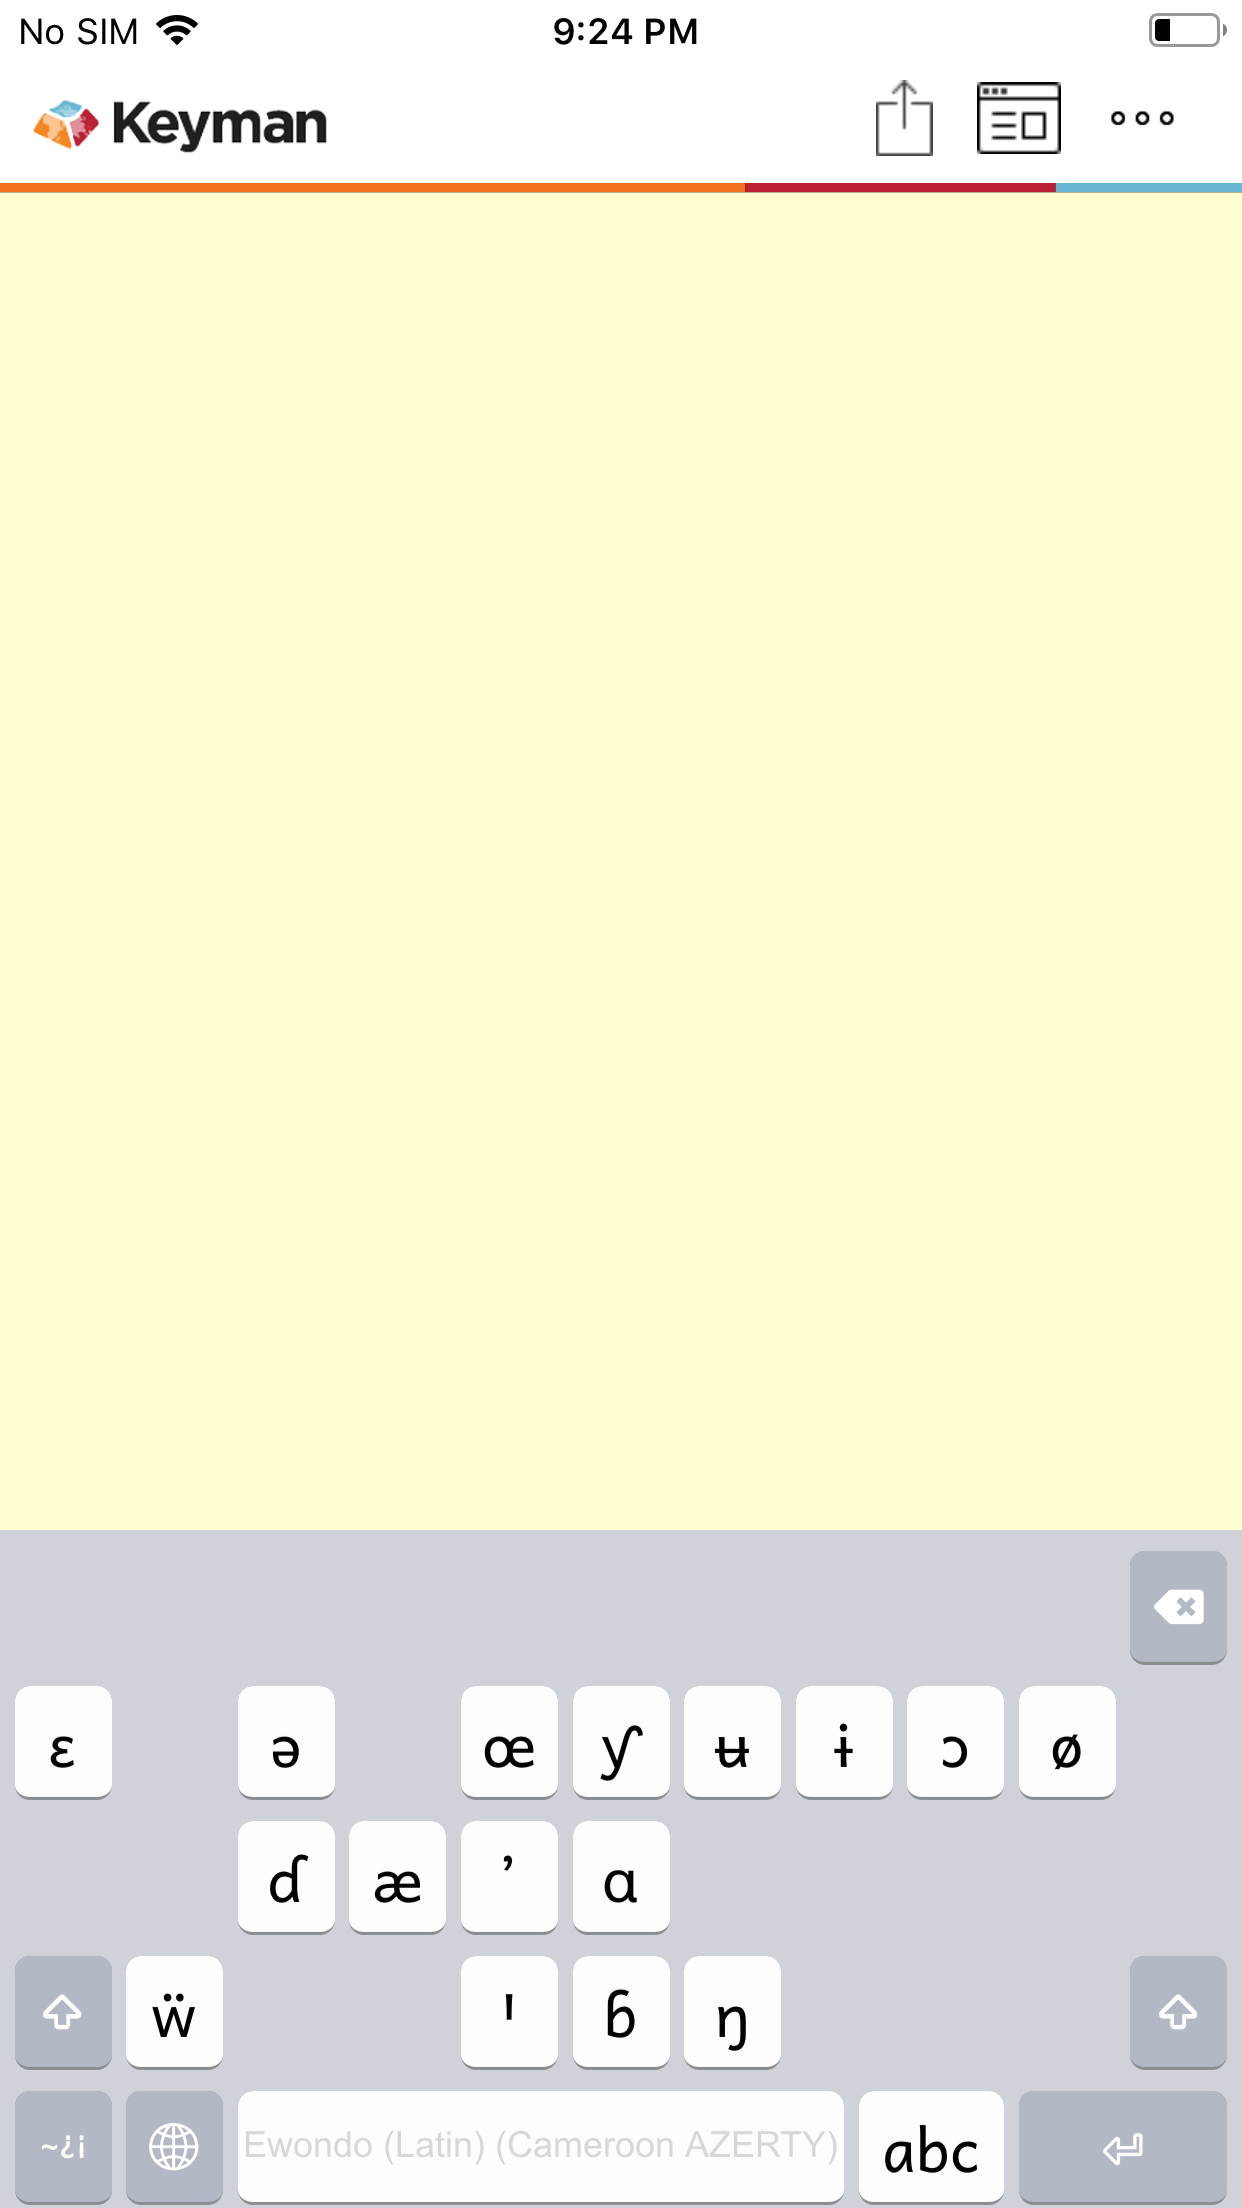 No SIM 9:24 PM
Keyman
ɛ ə œ ƴ ʉ ɨ ɔ ø
ɗ æ ʼ ɑ
ẅ ˈ ɓ ŋ
~¿¡ Ewondo (Latin) (Cameroon AZERTY) abc